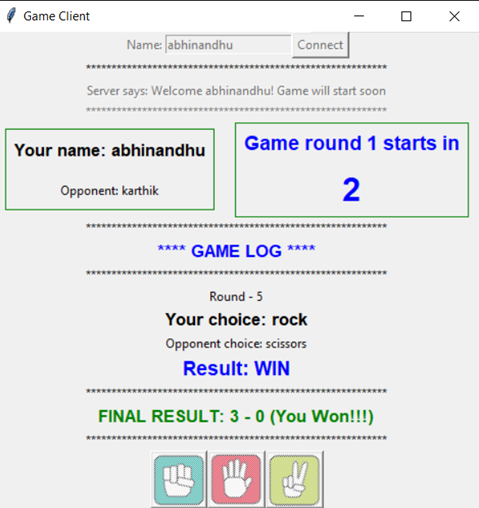 Game Client
Name: abhinandhu Connect
***********************************************************
Server says: Welcome abhinandhu! Game will start soon
***********************************************************
Your name: abhinandhu
Opponent: karthik
Game round 1 starts in
2
***********************************************************
**** GAME LOG ****
***********************************************************
Round - 5
Your choice: rock
Opponent choice: scissors
Result: WIN
***********************************************************
FINAL RESULT: 3 - 0 (You Won!!!)
***********************************************************